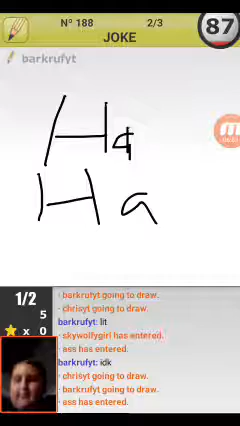 Nº 188
2/3
87
JOKE
barkrufyt
Ha
Ha
1/2
5
x 0
· barkrufyt going to draw.
· chrisyt going to draw.
barkrufyt: lit
· skywolfygirl has entered.
· ass has entered.
barkrufyt: idk
· chrisyt going to draw.
· barkrufyt going to draw.
· ass has entered.